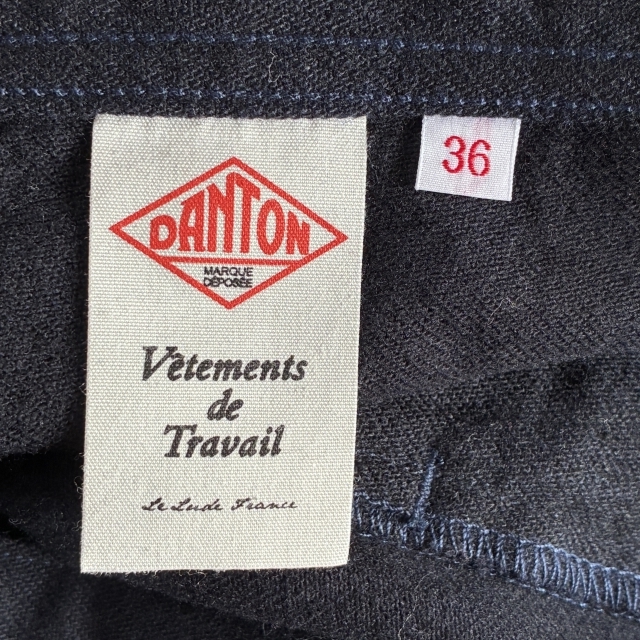 DANTON
MARQUE
DÉPOSÉE
Vêtements
de
Travail
Le Lude France
36